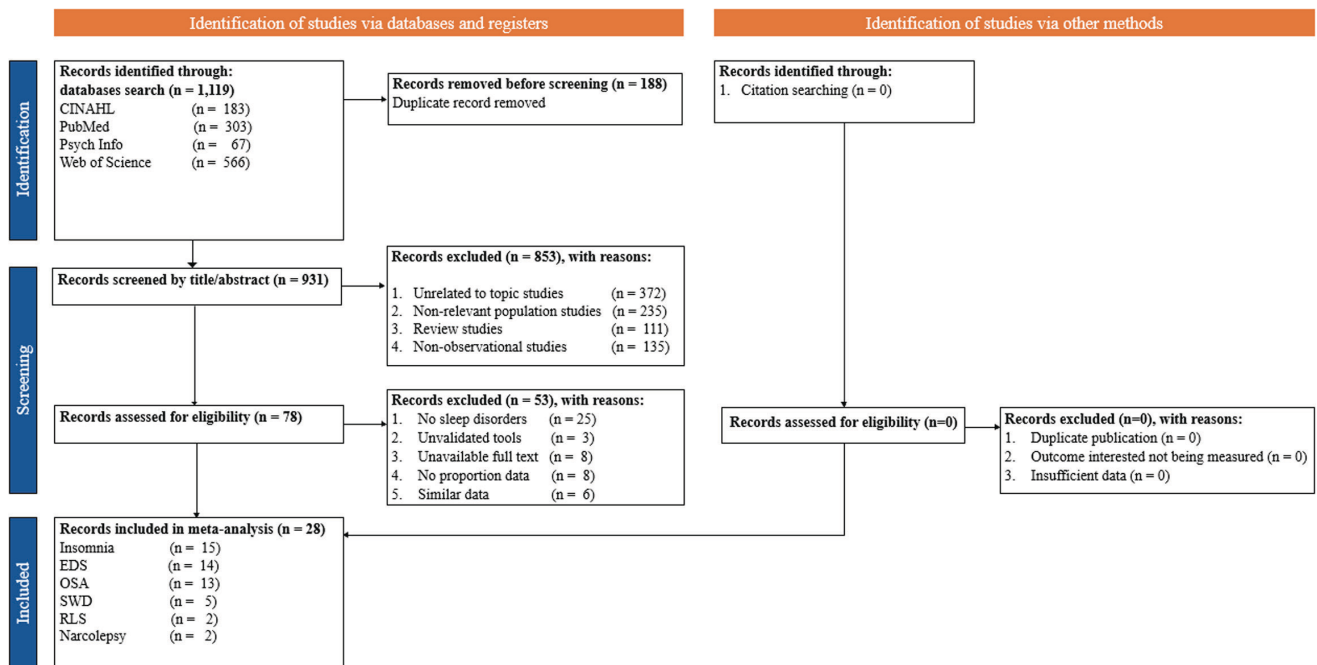 Identification of studies via databases and registers
Identification of studies via other methods
Identification
Records identified through:
databases search (n = 1,119)
CINAHL (n = 183)
PubMed (n = 303)
Psych Info (n = 67)
Web of Science (n = 566)
Records removed before screening (n = 188)
Duplicate record removed
Records identified through:
1. Citation searching (n = 0)
Screening
Records screened by title/abstract (n = 931)
Records excluded (n = 853), with reasons:
1. Unrelated to topic studies (n = 372)
2. Non-relevant population studies (n = 235)
3. Review studies (n = 111)
4. Non-observational studies (n = 135)
Records assessed for eligibility (n = 78)
Records excluded (n = 53), with reasons:
1. No sleep disorders (n = 25)
2. Unvalidated tools (n = 3)
3. Unavailable full text (n = 8)
4. No proportion data (n = 8)
5. Similar data (n = 6)
Records assessed for eligibility (n=0)
Records excluded (n=0), with reasons:
1. Duplicate publication (n = 0)
2. Outcome interested not being measured (n = 0)
3. Insufficient data (n = 0)
Included
Records included in meta-analysis (n = 28)
Insomnia (n = 15)
EDS (n = 14)
OSA (n = 13)
SWD (n = 5)
RLS (n = 2)
Narcolepsy (n = 2)